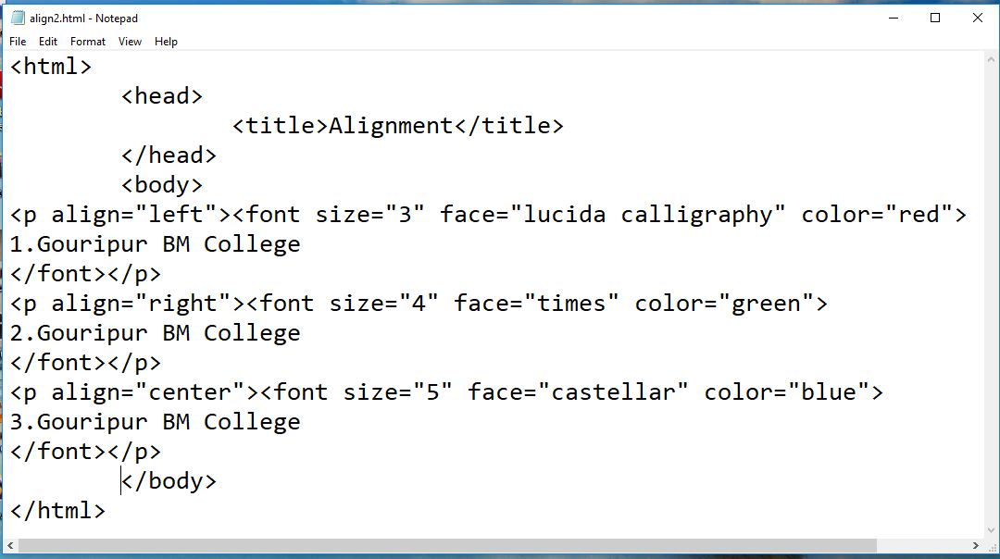 align2.html - Notepad
File Edit Format View Help
<html>
<head>
<title>Alignment</title>
</head>
<body>
<p align="left"><font size="3" face="lucida calligraphy" color="red">
1.Gouripur BM College
</font></p>
<p align="right"><font size="4" face="times" color="green">
2.Gouripur BM College
</font></p>
<p align="center"><font size="5" face="castellar" color="blue">
3.Gouripur BM College
</font></p>
</body>
</html>